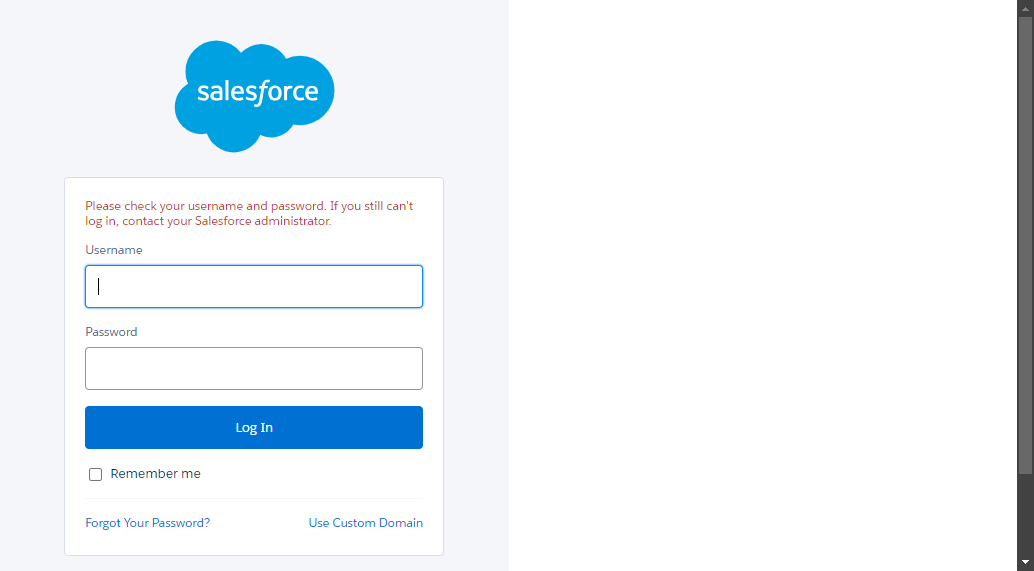 salesforce
Please check your username and password. If you still can't
log in, contact your Salesforce administrator.
Username
Password
Log In
Remember me
Forgot Your Password?
Use Custom Domain